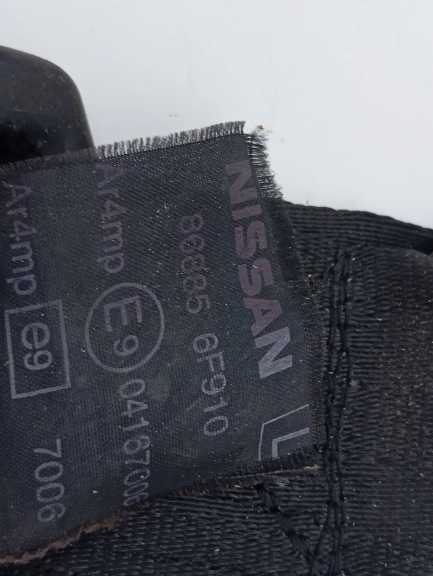 NISSAN L
86885 6F910
Ar4mp E9 04167006
Ar4mp e9 7006